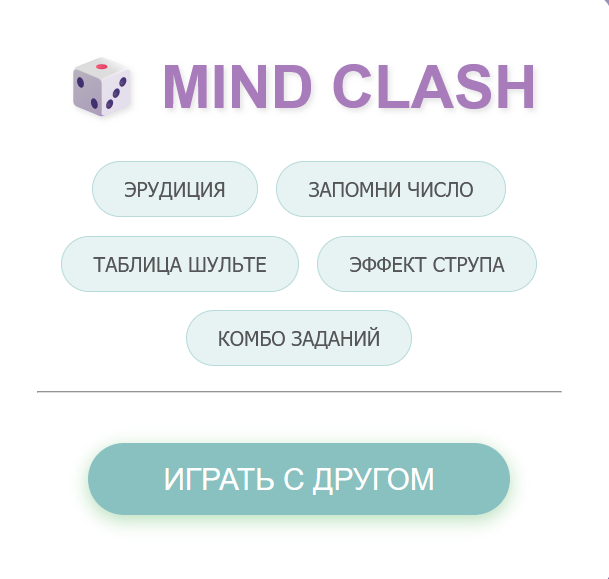 MIND CLASH
ЭРУДИЦИЯ ЗАПОМНИ ЧИСЛО
ТАБЛИЦА ШУЛЬТЕ ЭФФЕКТ СТРУПА
КОМБО ЗАДАНИЙ
ИГРАТЬ С ДРУГОМ